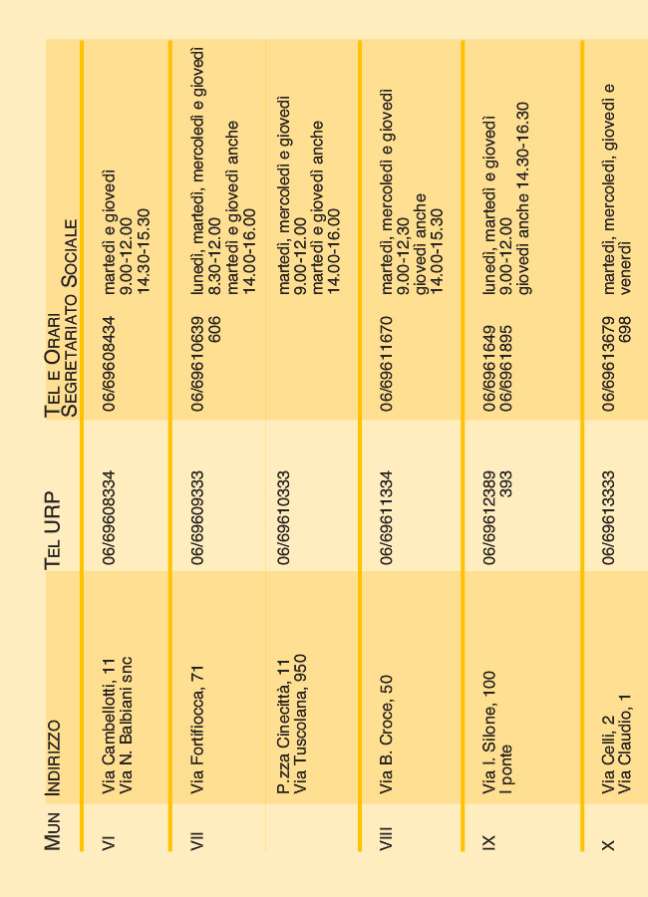 MUN INDIRIZZO TEL URP TEL E ORARI
SEGRETARIATO SOCIALE
VI Via Cambellotti, 11 06/69608334 06/69608434 martedì e giovedì
Via N. Balbiani snc 9.00-12.00
14.30-15.30
VII Via Fortifiocca, 71 06/69609333 06/69610639 lunedì, martedì, mercoledì e giovedì
606 8.30-12.00
martedì e giovedì anche
14.00-16.00
P.zza Cinecittà, 11 06/69610333 martedì, mercoledì e giovedì
Via Tuscolana, 950 9.00-12.00
martedì e giovedì anche
14.00-16.00
VIII Via B. Croce, 50 06/69611334 06/69611670 martedì, mercoledì e giovedì
9.00-12,30
giovedì anche
14.00-15.30
IX Via I. Silone, 100 06/69612389 06/6961649 lunedì, martedì e giovedì
I ponte 393 06/6961895 9.00-12.00
giovedì anche 14.30-16.30
X Via Celli, 2 06/69613333 06/69613679 martedì, mercoledì, giovedì e
Via Claudio, 1 698 venerdì